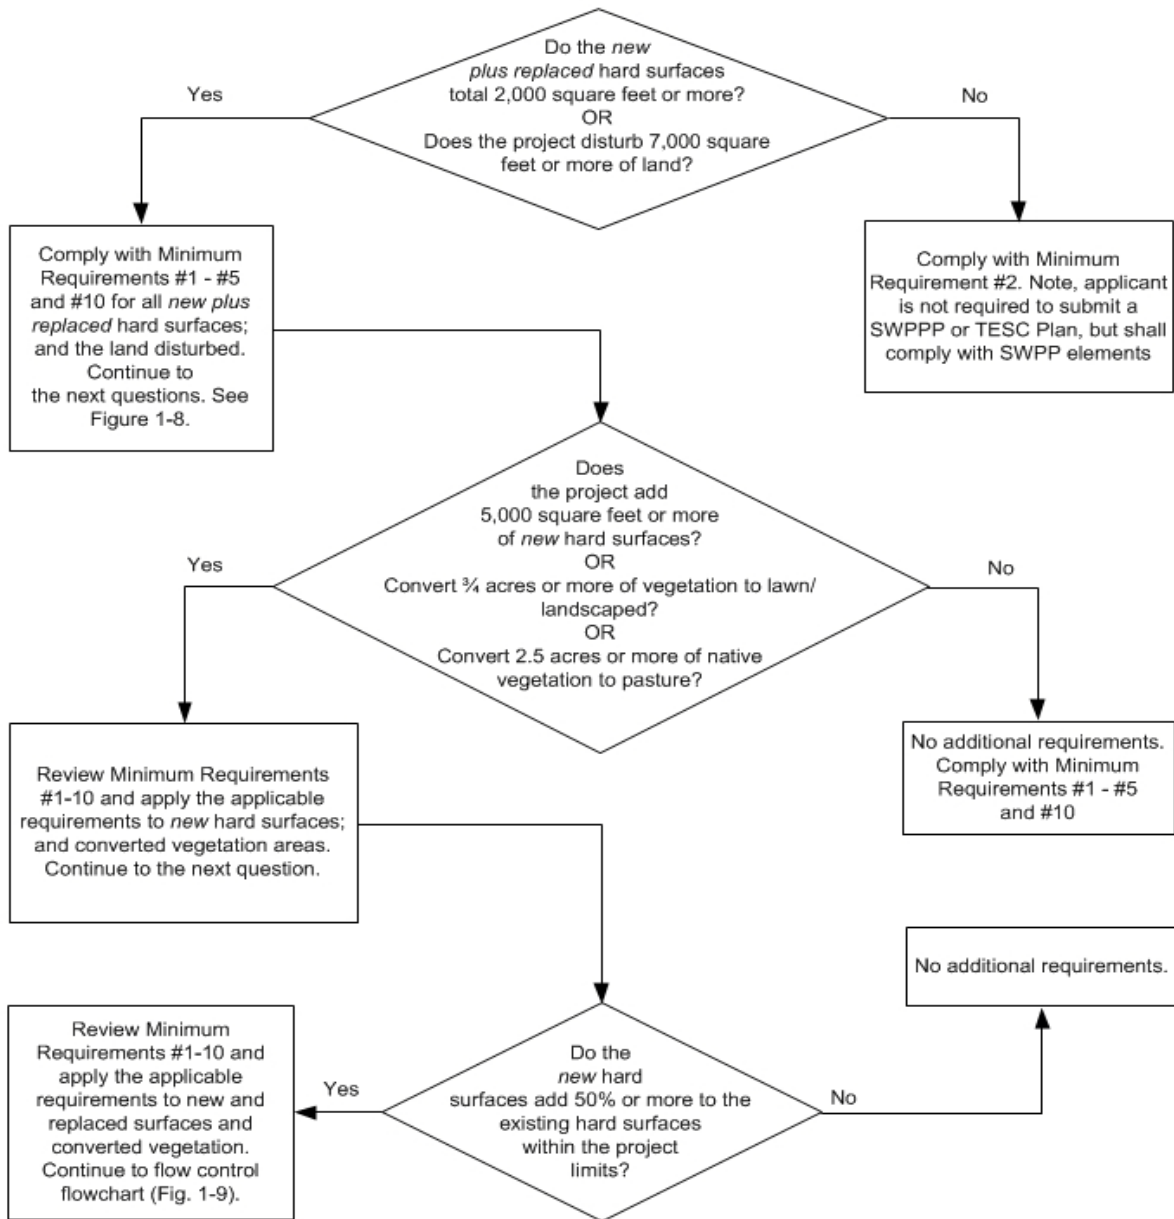 Do the new
plus replaced hard surfaces
total 2,000 square feet or more?
OR
Does the project disturb 7,000 square
feet or more of land?
Yes
No
Comply with Minimum
Requirements #1 - #5
and #10 for all new plus
replaced hard surfaces;
and the land disturbed.
Continue to
the next questions. See
Figure 1-8.
Comply with Minimum
Requirement #2. Note, applicant
is not required to submit a
SWPPP or TESC Plan, but shall
comply with SWPP elements
Does
the project add
5,000 square feet or more
of new hard surfaces?
OR
Convert ¾ acres or more of vegetation to lawn/
landscaped?
OR
Convert 2.5 acres or more of native
vegetation to pasture?
Yes
No
Review Minimum Requirements
#1-10 and apply the applicable
requirements to new hard surfaces;
and converted vegetation areas.
Continue to the next question.
No additional requirements.
Comply with Minimum
Requirements #1 - #5
and #10
No additional requirements.
Do the
new hard
surfaces add 50% or more to the
existing hard surfaces
within the project
limits?
Yes
No
Review Minimum
Requirements #1-10 and
apply the applicable
requirements to new and
replaced surfaces and
converted vegetation.
Continue to flow control
flowchart (Fig. 1-9).